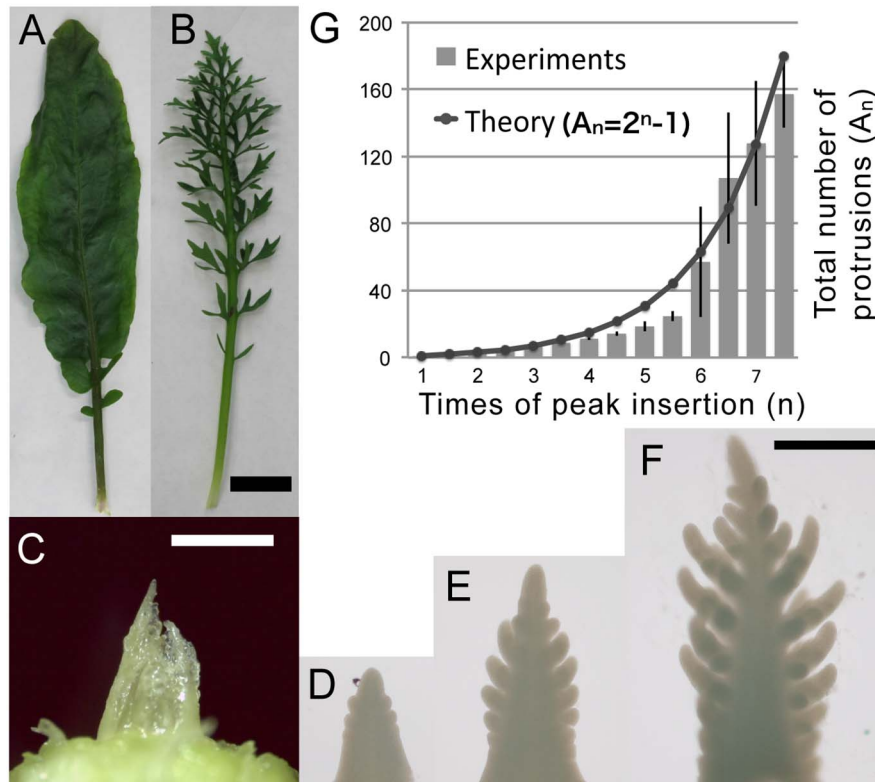 A
B
G
200
160
120
80
40
0
Experiments
Theory (Aₙ=2ⁿ-1)
1 2 3 4 5 6 7
Times of peak insertion (n)
Total number of
protrusions (Aₙ)
C
D
E
F